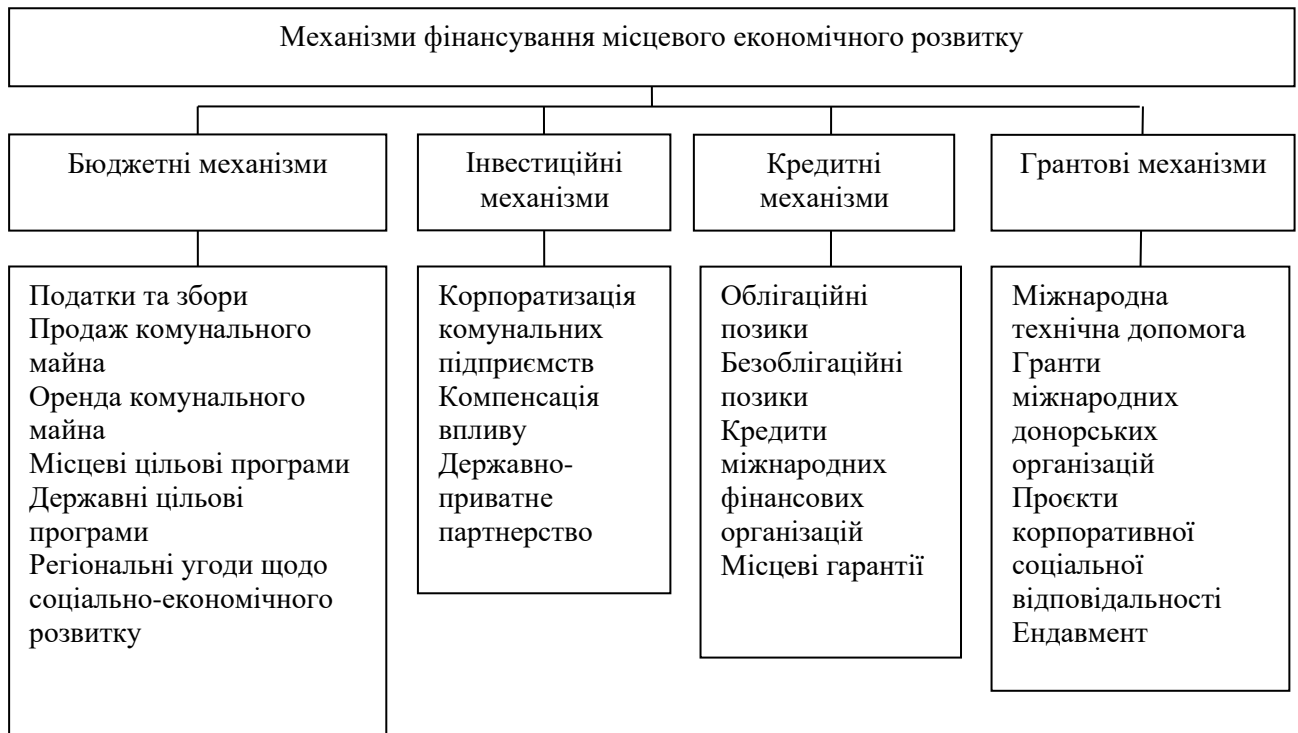 Механізми фінансування місцевого економічного розвитку
Бюджетні механізми
Інвестиційні
механізми
Кредитні
механізми
Грантові механізми
Податки та збори
Продаж комунального
майна
Оренда комунального
майна
Місцеві цільові програми
Державні цільові
програми
Регіональні угоди щодо
соціально-економічного
розвитку
Корпоратизація
комунальних
підприємств
Компенсація
впливу
Державно-
приватне
партнерство
Облігаційні
позики
Безоблігаційні
позики
Кредити
міжнародних
фінансових
організацій
Місцеві гарантії
Міжнародна
технічна допомога
Гранти
міжнародних
донорських
організацій
Проєкти
корпоративної
соціальної
відповідальності
Ендавмент